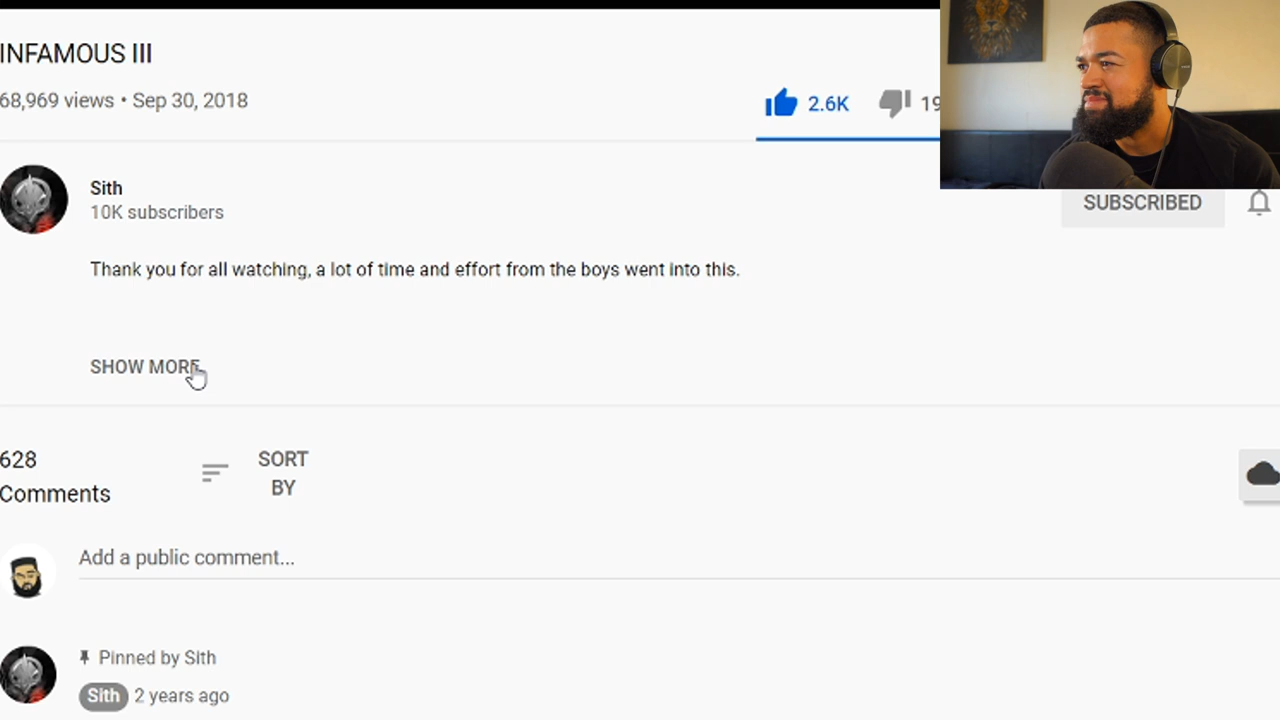 INFAMOUS III
68,969 views • Sep 30, 2018
2.6K
19
Sith
10K subscribers
SUBSCRIBED
Thank you for all watching, a lot of time and effort from the boys went into this.
SHOW MORE
628
Comments
SORT
BY
Add a public comment...
Pinned by Sith
Sith 2 years ago